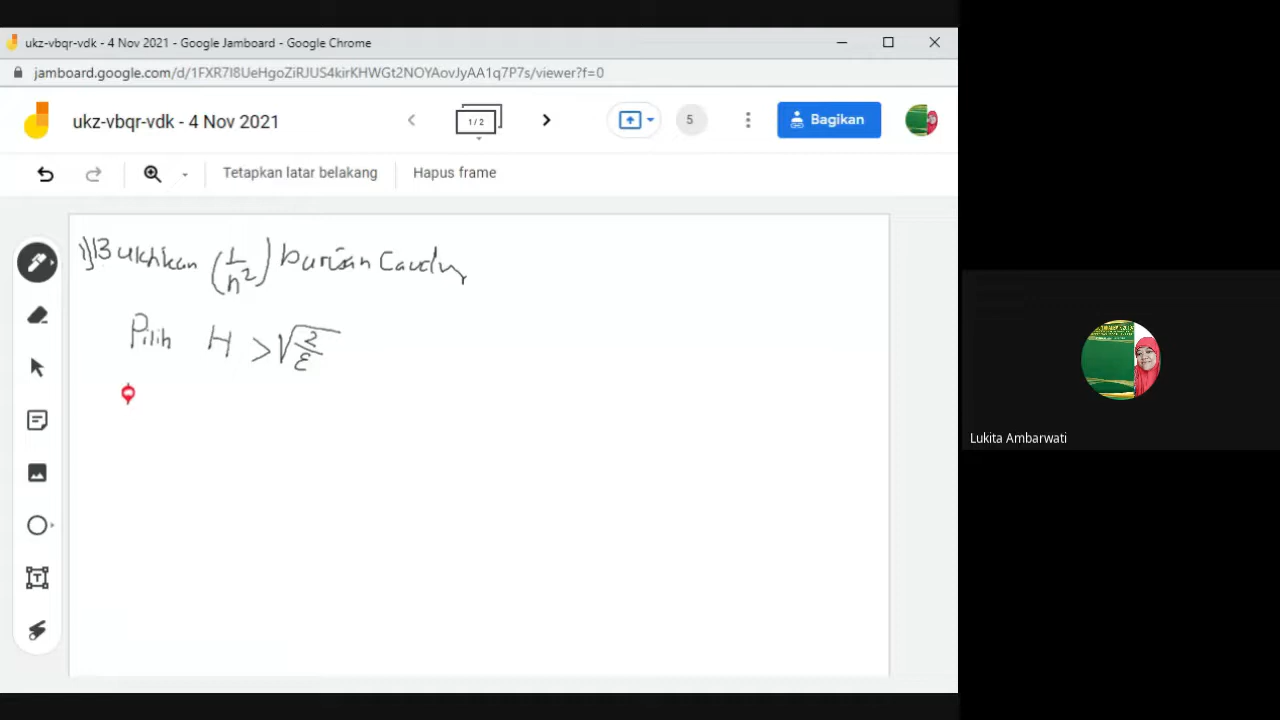 ukz-vbqr-vdk - 4 Nov 2021 - Google Jamboard - Google Chrome
jamboard.google.com/d/1FXR7I8UeHgoZiRJUS4kirKHWGt2NOYAovJyAA1q7P7s/viewer?f=0
ukz-vbqr-vdk - 4 Nov 2021
1/2
5
Bagikan
Tetapkan latar belakang
Hapus frame
1) Buktikan (1/n²) barisan Cauchy
Pilih H > √(2/ε)
Lukita Ambarwati